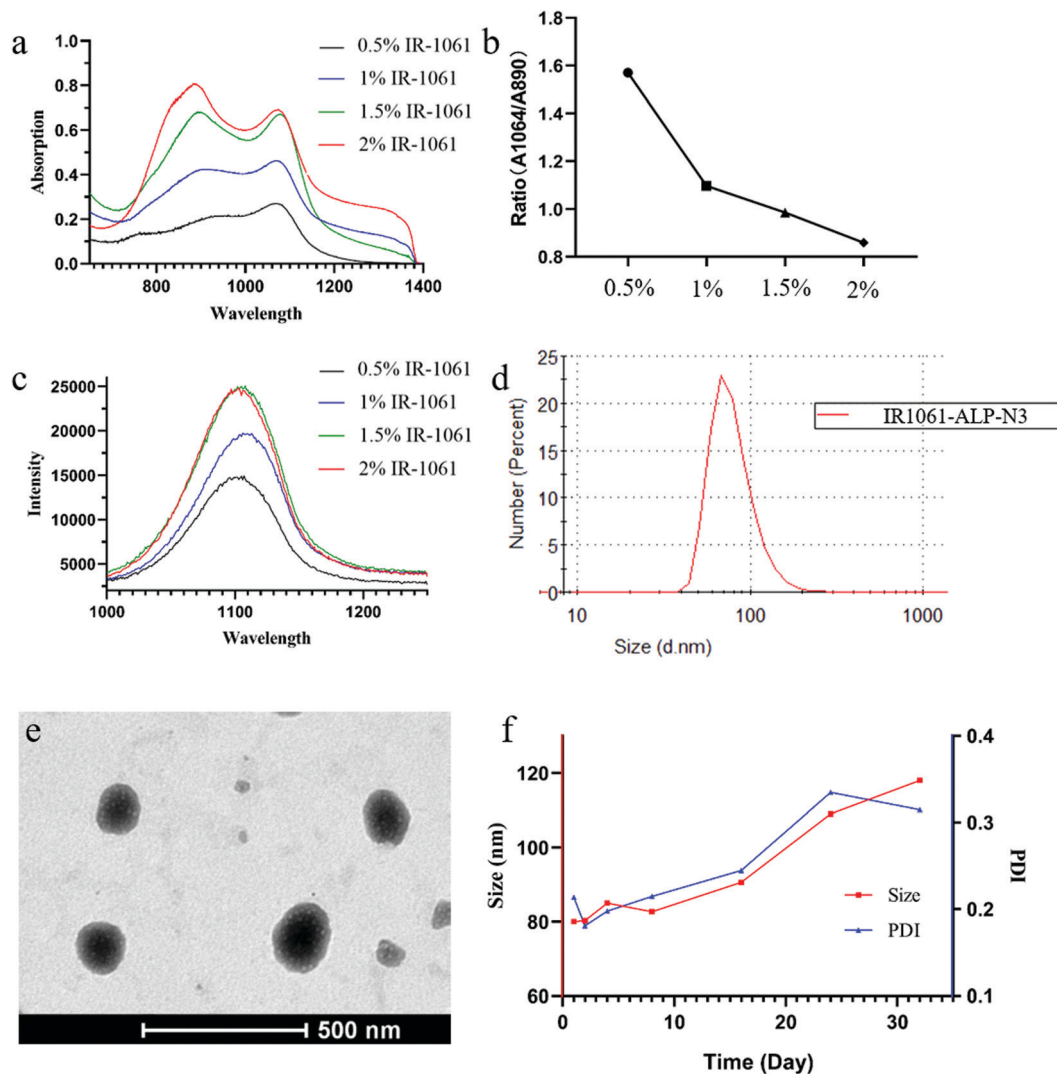 a
1.0
0.8
0.6
0.4
0.2
0.0
Absorption
800 1000 1200 1400
Wavelength
0.5% IR-1061
1% IR-1061
1.5% IR-1061
2% IR-1061
b
1.6
1.4
1.2
1.0
0.8
Ratio (A1064/A890)
0.5% 1% 1.5% 2%
c
25000
20000
15000
10000
5000
Intensity
1000 1100 1200
Wavelength
0.5% IR-1061
1% IR-1061
1.5% IR-1061
2% IR-1061
d
25
20
15
10
5
0
Number (Percent)
10 100 1000
Size (d.nm)
IR1061-ALP-N3
e
500 nm
f
120
100
80
60
Size (nm)
0.4
0.3
0.2
0.1
PDI
Size
PDI
0 10 20 30
Time (Day)